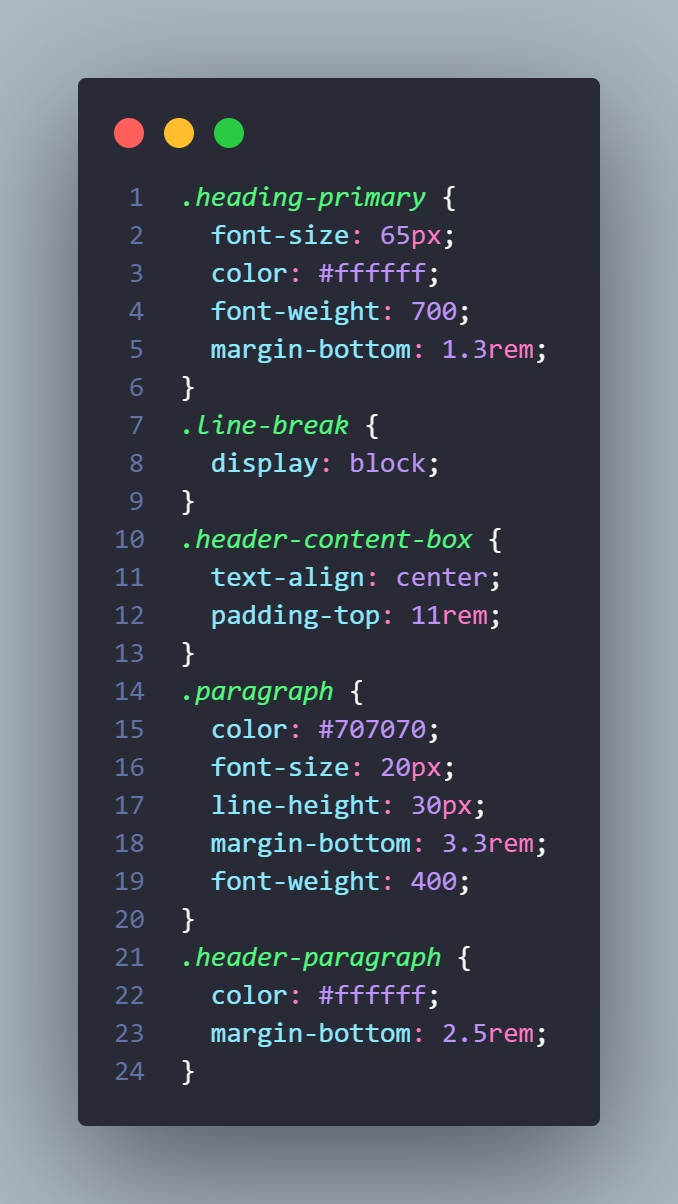 1 .heading-primary {
2 font-size: 65px;
3 color: #ffffff;
4 font-weight: 700;
5 margin-bottom: 1.3rem;
6 }
7 .line-break {
8 display: block;
9 }
10 .header-content-box {
11 text-align: center;
12 padding-top: 11rem;
13 }
14 .paragraph {
15 color: #707070;
16 font-size: 20px;
17 line-height: 30px;
18 margin-bottom: 3.3rem;
19 font-weight: 400;
20 }
21 .header-paragraph {
22 color: #ffffff;
23 margin-bottom: 2.5rem;
24 }